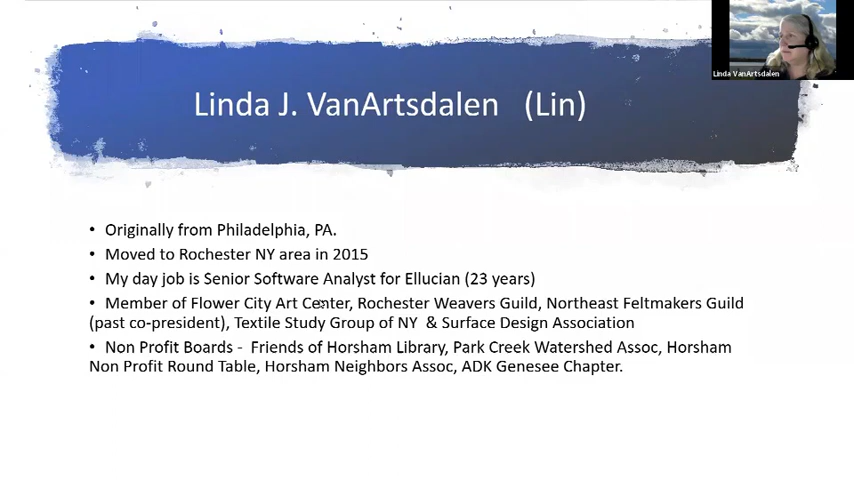 Linda VanArtsdalen
Linda J. VanArtsdalen (Lin)
• Originally from Philadelphia, PA.
• Moved to Rochester NY area in 2015
• My day job is Senior Software Analyst for Ellucian (23 years)
• Member of Flower City Art Center, Rochester Weavers Guild, Northeast Feltmakers Guild
(past co-president), Textile Study Group of NY & Surface Design Association
• Non Profit Boards - Friends of Horsham Library, Park Creek Watershed Assoc, Horsham
Non Profit Round Table, Horsham Neighbors Assoc, ADK Genesee Chapter.